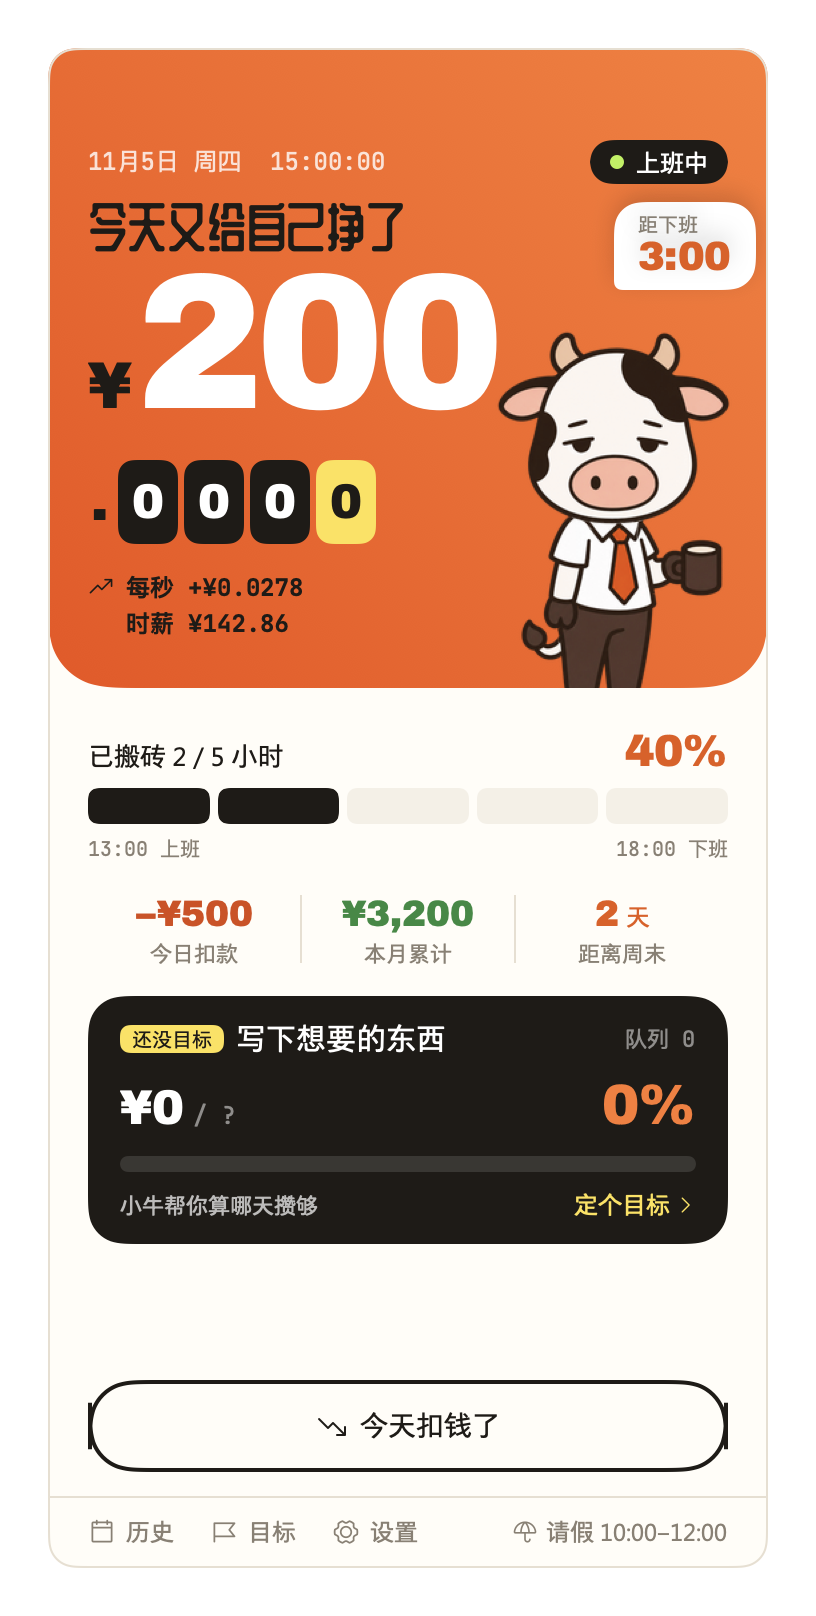 11月5日 周四 15:00:00
上班中
今天又给自己挣了
距下班
3:00
¥200
.0000
每秒 +¥0.0278
时薪 ¥142.86
已搬砖 2 / 5 小时
40%
13:00 上班
18:00 下班
–¥500
今日扣款
¥3,200
本月累计
2 天
距离周末
还没目标 写下想要的东西
队列 0
¥0 / ?
0%
小牛帮你算哪天攒够
定个目标
今天扣钱了
历史
目标
设置
请假 10:00–12:00